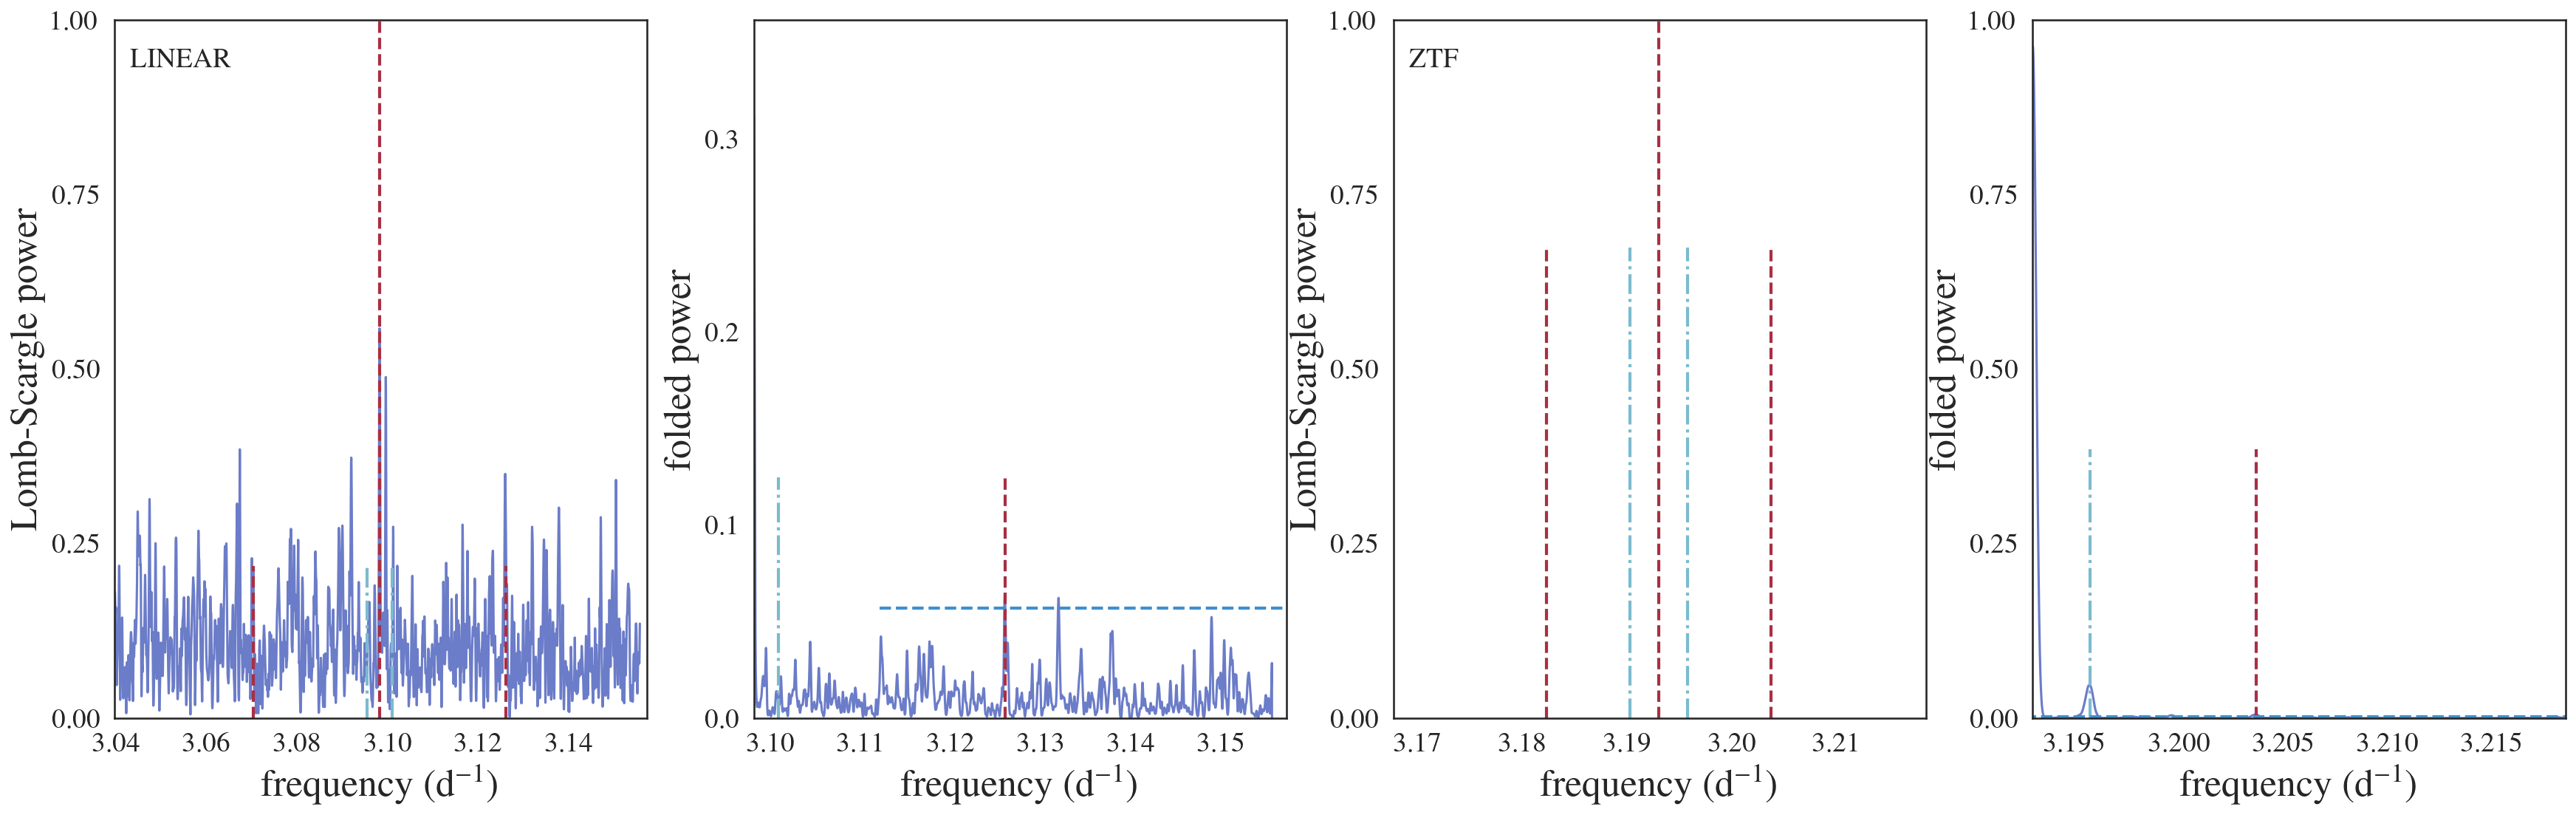 LINEAR
Lomb-Scargle power
1.00
0.75
0.50
0.25
0.00
3.04 3.06 3.08 3.10 3.12 3.14
frequency (d⁻¹)
folded power
0.3
0.2
0.1
0.0
3.10 3.11 3.12 3.13 3.14 3.15
frequency (d⁻¹)
ZTF
Lomb-Scargle power
1.00
0.75
0.50
0.25
0.00
3.17 3.18 3.19 3.20 3.21
frequency (d⁻¹)
folded power
1.00
0.75
0.50
0.25
0.00
3.195 3.200 3.205 3.210 3.215
frequency (d⁻¹)